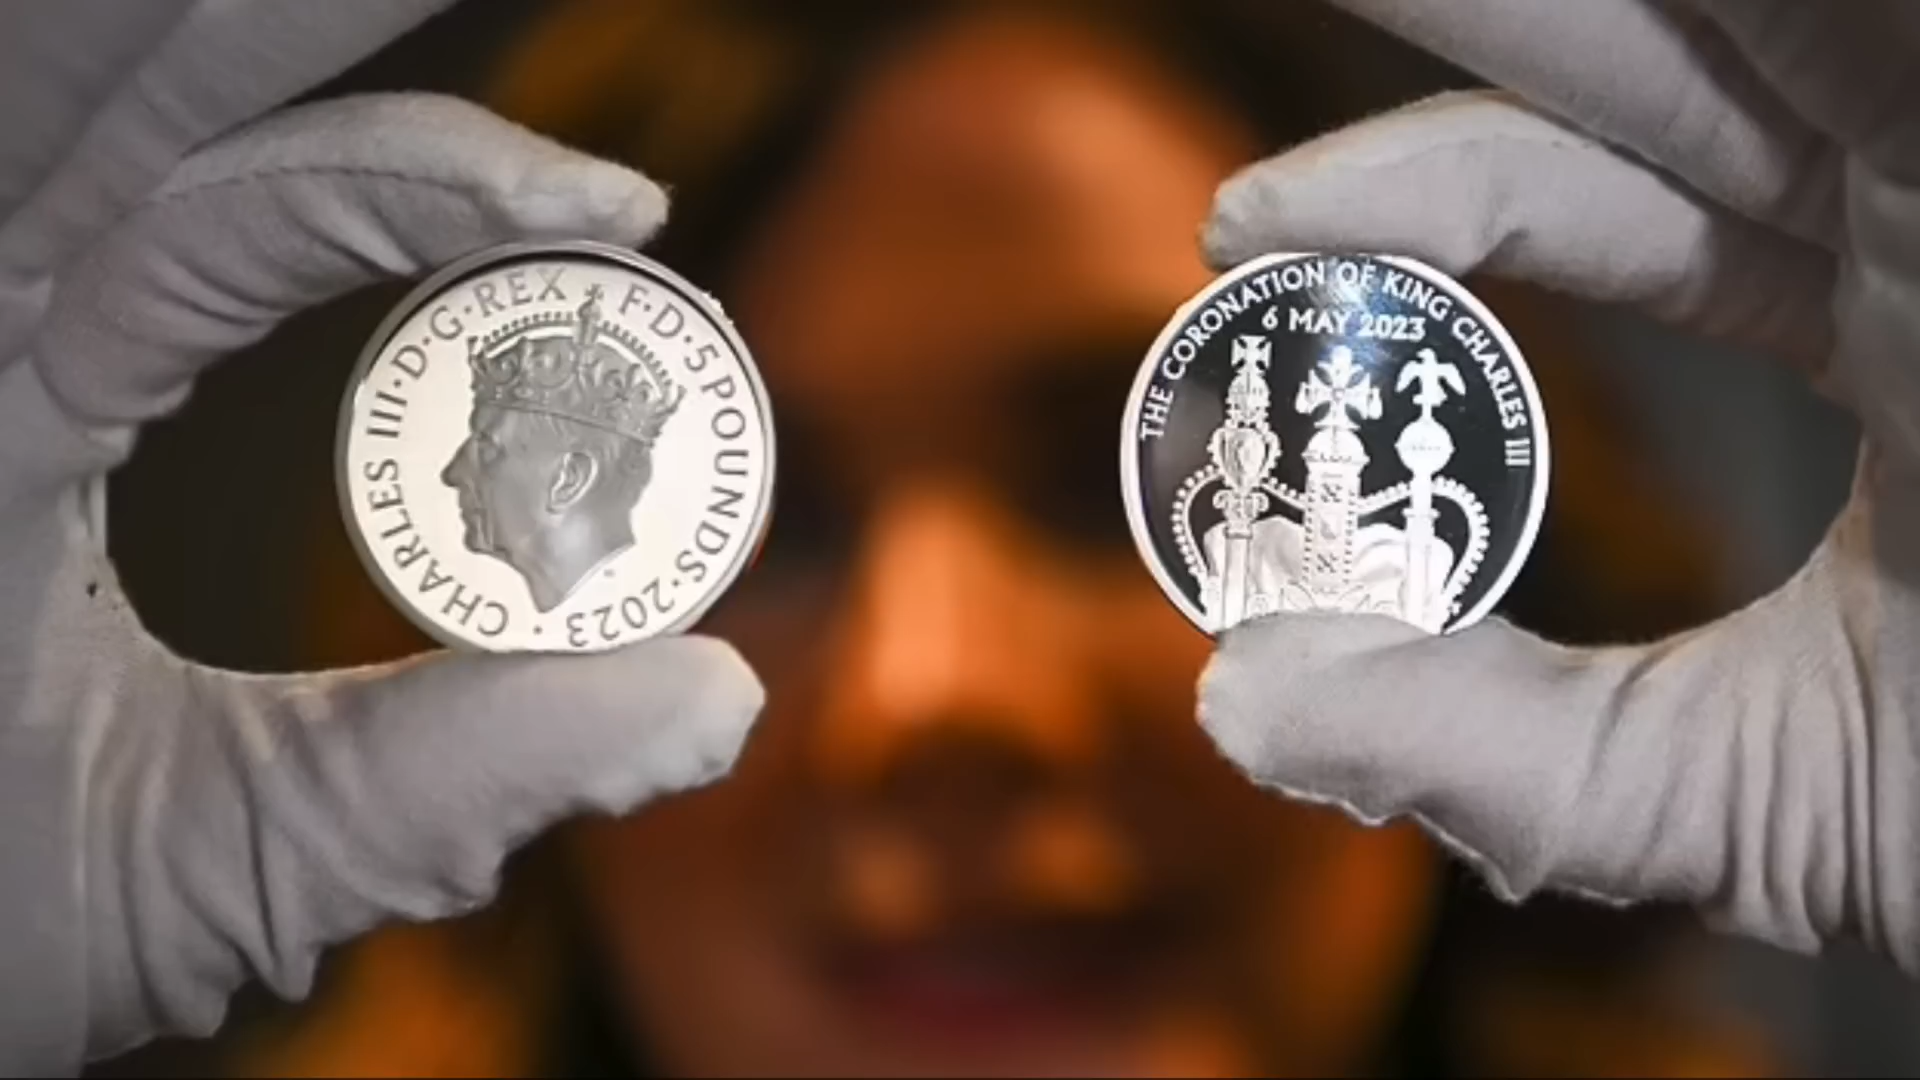 CHARLES III·D·G·REX F·D·5 POUNDS·2023·
THE CORONATION OF KING CHARLES III
6 MAY 2023